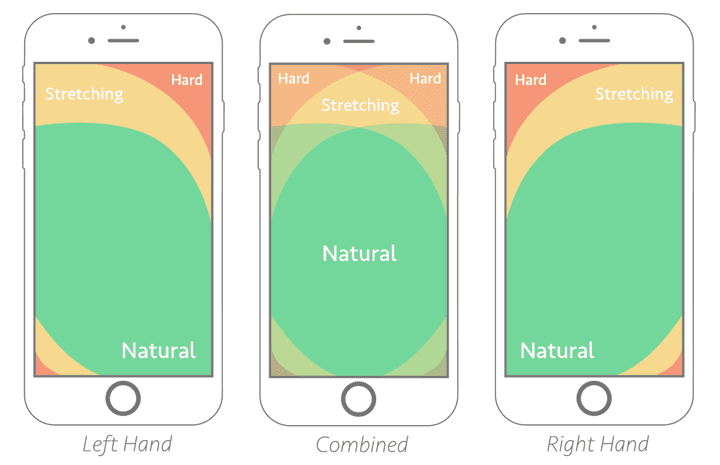 Hard
Stretching
Natural
Left Hand
Hard Hard
Stretching
Natural
Combined
Hard
Stretching
Natural
Right Hand